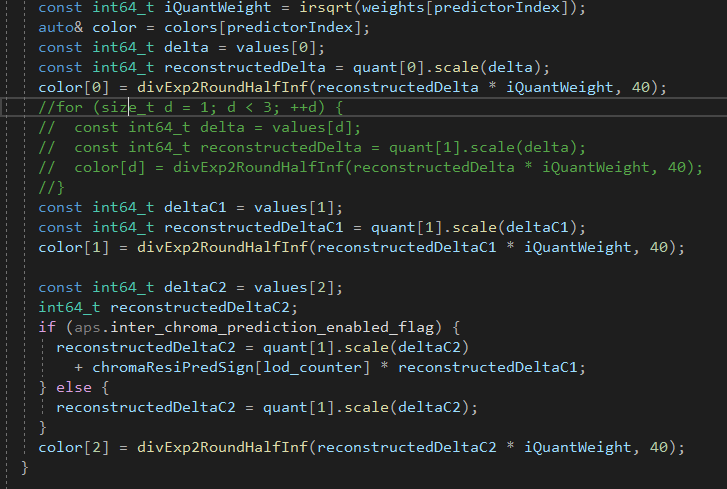 const int64_t iQuantWeight = irsqrt(weights[predictorIndex]);
auto& color = colors[predictorIndex];
const int64_t delta = values[0];
const int64_t reconstructedDelta = quant[0].scale(delta);
color[0] = divExp2RoundHalfInf(reconstructedDelta * iQuantWeight, 40);
//for (size_t d = 1; d < 3; ++d) {
//  const int64_t delta = values[d];
//  const int64_t reconstructedDelta = quant[1].scale(delta);
//  color[d] = divExp2RoundHalfInf(reconstructedDelta * iQuantWeight, 40);
//}
const int64_t deltaC1 = values[1];
const int64_t reconstructedDeltaC1 = quant[1].scale(deltaC1);
color[1] = divExp2RoundHalfInf(reconstructedDeltaC1 * iQuantWeight, 40);

const int64_t deltaC2 = values[2];
int64_t reconstructedDeltaC2;
if (aps.inter_chroma_prediction_enabled_flag) {
  reconstructedDeltaC2 = quant[1].scale(deltaC2)
    + chromaResiPredSign[lod_counter] * reconstructedDeltaC1;
} else {
  reconstructedDeltaC2 = quant[1].scale(deltaC2);
}
color[2] = divExp2RoundHalfInf(reconstructedDeltaC2 * iQuantWeight, 40);
}